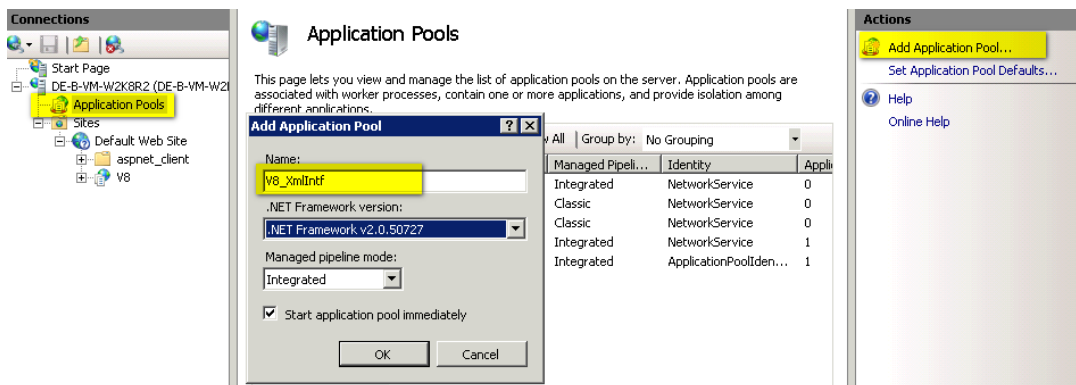 Connections
Start Page
DE-B-VM-W2K8R2 (DE-B-VM-W2
Application Pools
Sites
Default Web Site
aspnet_client
V8
Application Pools
This page lets you view and manage the list of application pools on the server. Application pools are
associated with worker processes, contain one or more applications, and provide isolation among
different applications.
Add Application Pool
Name:
V8_XmlIntf
.NET Framework version:
.NET Framework v2.0.50727
Managed pipeline mode:
Integrated
Start application pool immediately
OK Cancel
All Group by: No Grouping
Managed Pipeli... Identity Appli
Integrated NetworkService 0
Classic NetworkService 0
Classic NetworkService 0
Integrated NetworkService 1
Integrated ApplicationPoolIden... 1
Actions
Add Application Pool...
Set Application Pool Defaults...
Help
Online Help